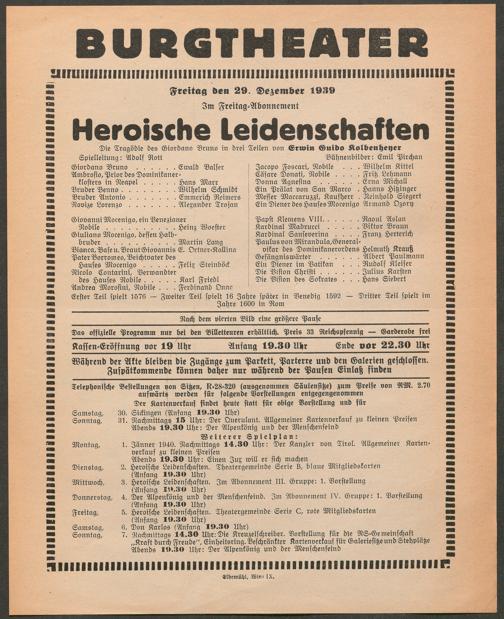 BURGTHEATER
Freitag den 29. Dezember 1939
Im Freitag-Abonnement
Heroische Leidenschaften
Die Tragödie des Giordano Bruno in drei Teilen von Erwin Guido Kolbenheyer
Spielleitung: Adolf Rott
Bühnenbilder: Emil Pirchan
Giordano Bruno . . . . . . Ewald Balser
Ambrosio, Prior des Dominikaner-
klosters in Neapel . . . . . Hans Marr
Bruder Benno . . . . . . . Wilhelm Schmidt
Bruder Antonio . . . . . . Emmerich Reimers
Novize Lorenzo . . . . . . Alexander Trojan
Giovanni Mocenigo, ein Venezianer
Nobile . . . . . . . . . Heinz Woester
Giuliano Mocenigo, dessen Halb-
bruder . . . . . . . . . Martin Lang
Bianca, Basen. Braut Giovannis E. Ortner-Kallina
Pater Bertoneo, Beichtvater des
Hauses Mocenigo . . . . Felix Steinböck
Nicolo Contarini, Verwandter
des Hauses Nobile . . . . Karl Friedl
Andrea Morosini, Nobile . . . Ferdinand Onno
Jacopo Foscari, Nobile . . . . Wilhelm Kittel
Cäsare Donati, Nobile . . . . Fritz Lehmann
Donna Agnestina . . . . . . Erna Michall
Ein Prälat von San Marco . . Hanns Hitzinger
Messer Maccaruzzi, Kaufherr . Reinhold Siegert
Ein Diener des Hauses Mocenigo Armand Ozory
Papst Klemens VIII. . . . . . Raoul Aslan
Kardinal Madrucci . . . . . Viktor Braun
Kardinal Sanseverina . . . . Franz Herterich
Paulus von Mirandola, General-
vikar des Dominikanerordens Helmuth Krauß
Gefängniswärter . . . . . . Albert Paulmann
Ein Diener im Vatikan . . . . Rudolf Kleiser
Die Vision Christi . . . . . . Julius Karsten
Die Vision des Sokrates . . . Hans Siebert
Erster Teil spielt 1576 — Zweiter Teil spielt 16 Jahre später in Venedig 1592 — Dritter Teil spielt im
Jahre 1600 in Rom
Nach dem vierten Bild eine größere Pause
Das offizielle Programm nur bei den Billetteuren erhältlich. Preis 33 Reichspfennig — Garderobe frei
Kassen-Eröffnung vor 19 Uhr Anfang 19.30 Uhr Ende vor 22.30 Uhr
Während der Akte bleiben die Zugänge zum Parkett, Parterre und den Galerien geschlossen.
Zuspätkommende können daher nur während der Pausen Einlaß finden
Telephonische Bestellungen von Sitzen, R-28-320 (ausgenommen Säulensitze) zum Preise von RM. 2.70
aufwärts werden für folgende Vorstellungen entgegengenommen
Der Kartenverkauf findet heute statt für obige Vorstellung und für
Samstag, 30. Sickingen (Anfang 19.30 Uhr)
Sonntag, 31. Nachmittags 15 Uhr: Der Querulant. Allgemeiner Kartenverkauf zu kleinen Preisen
Abends 19.30 Uhr: Der Alpenkönig und der Menschenfeind
Weiterer Spielplan:
Montag, 1. Jänner 1940. Nachmittags 14.30 Uhr: Der Kanzler von Tirol. Allgemeiner Karten-
verkauf zu kleinen Preisen
Abends 19.30 Uhr: Einen Jux will er sich machen
Dienstag, 2. Heroische Leidenschaften. Theatergemeinde Serie B, blaue Mitgliedskarten
(Anfang 19.30 Uhr)
Mittwoch, 3. Heroische Leidenschaften. Im Abonnement III. Gruppe: 1. Vorstellung
(Anfang 19.30 Uhr)
Donnerstag, 4. Der Alpenkönig und der Menschenfeind. Im Abonnement IV. Gruppe: 1. Vorstellung
(Anfang 19.30 Uhr)
Freitag, 5. Heroische Leidenschaften. Theatergemeinde Serie C, rote Mitgliedskarten
(Anfang 19.30 Uhr)
Samstag, 6. Don Karlos (Anfang 19.30 Uhr)
Sonntag, 7. Nachmittags 14.30 Uhr: Die Kreuzelschreiber. Vorstellung für die NS-Gemeinschaft
„Kraft durch Freude“, Einheitsring. Beschränkter Kartenverkauf für Galeriesitze und Stehplätze
Abends 19.30 Uhr: Der Alpenkönig und der Menschenfeind
Elbemühl, Wien IX.